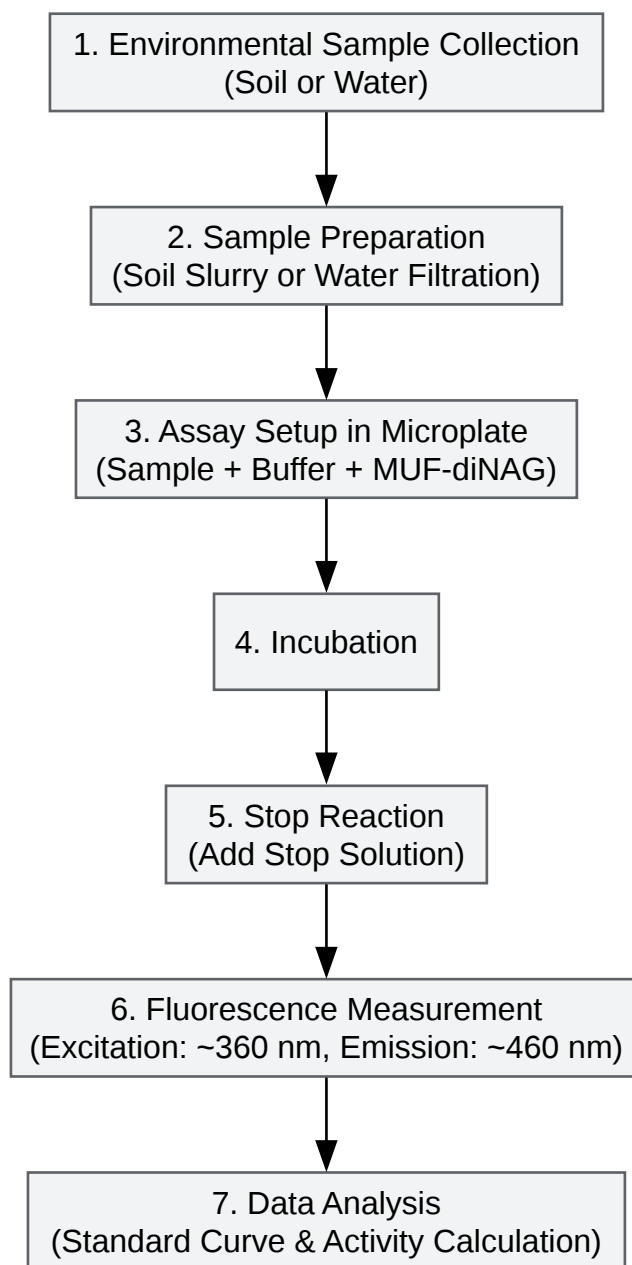 1. Environmental Sample Collection
(Soil or Water)
2. Sample Preparation
(Soil Slurry or Water Filtration)
3. Assay Setup in Microplate
(Sample + Buffer + MUF-diNAG)
4. Incubation
5. Stop Reaction
(Add Stop Solution)
6. Fluorescence Measurement
(Excitation: ~360 nm, Emission: ~460 nm)
7. Data Analysis
(Standard Curve & Activity Calculation)